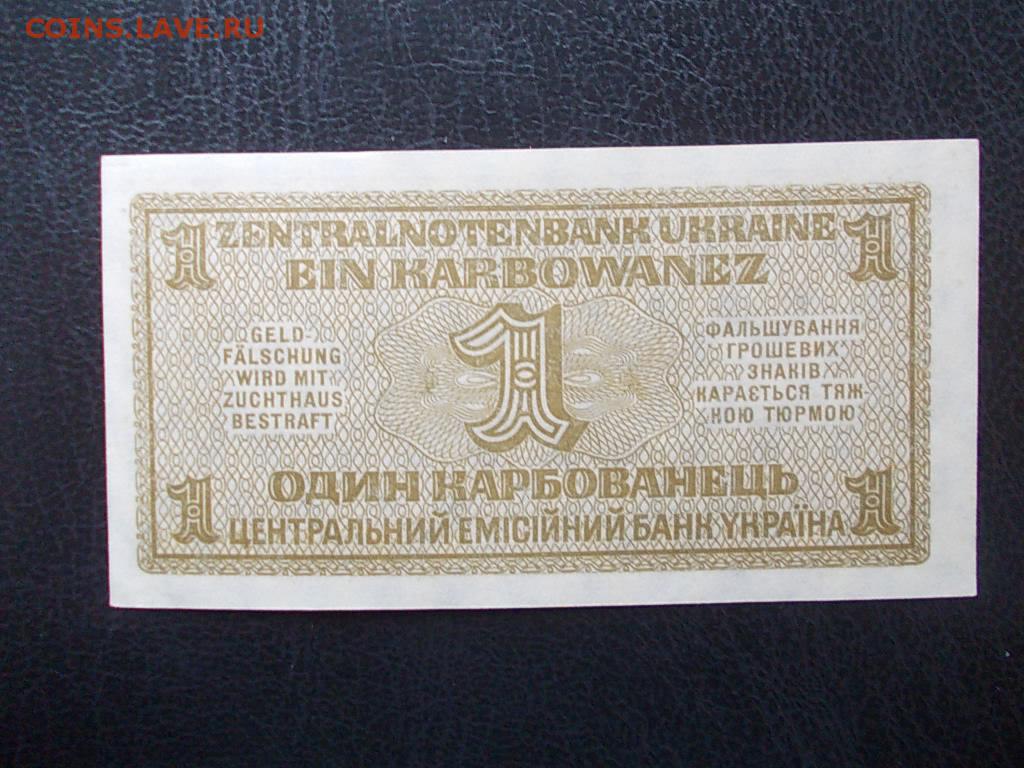 COINS.LAVE.RU
1 ZENTRALNOTENBANK UKRAINE 1
EIN KARBOWANEZ
GELD-
FÄLSCHUNG
WIRD MIT
ZUCHTHAUS
BESTRAFT
1
ФАЛЬШУВАННЯ
ГРОШЕВИХ
ЗНАКІВ
КАРАЄТЬСЯ ТЯЖ-
КОЮ ТЮРМОЮ
1 ОДИН КАРБОВАНЕЦЬ 1
ЦЕНТРАЛЬНИЙ ЕМІСІЙНИЙ БАНК УКРАЇНА